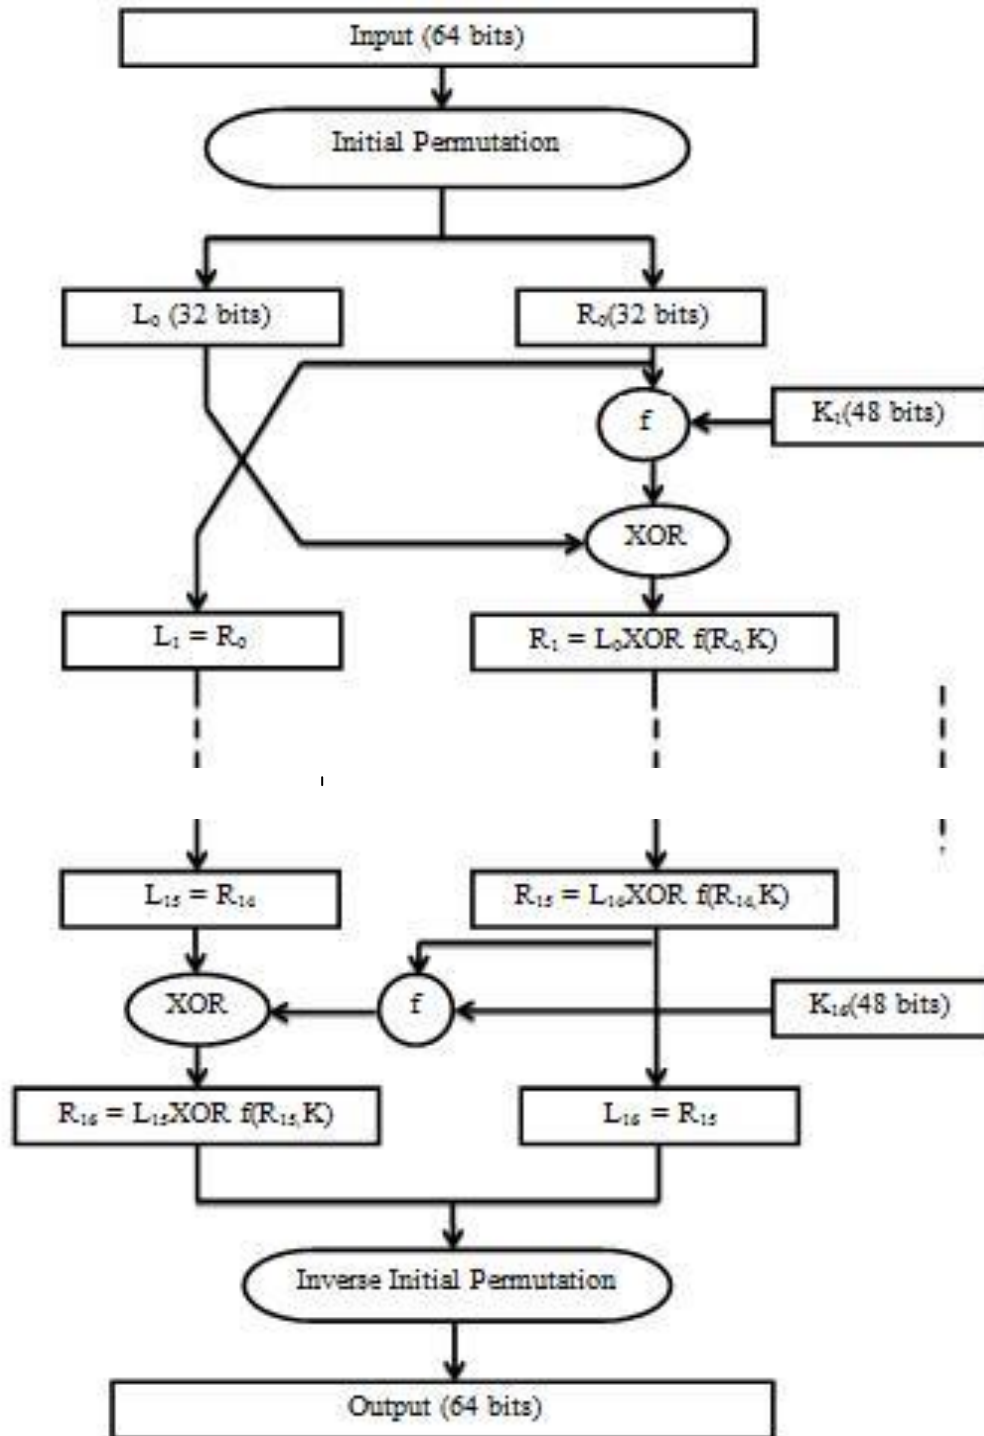 Input (64 bits)
Initial Permutation
L₀ (32 bits)
R₀(32 bits)
f
K₁(48 bits)
XOR
L₁ = R₀
R₁ = L₀XOR f(R₀,K)
L₁₅ = R₁₄
R₁₅ = L₁₄XOR f(R₁₄,K)
XOR
f
K₁₆(48 bits)
R₁₆ = L₁₅XOR f(R₁₅,K)
L₁₆ = R₁₅
Inverse Initial Permutation
Output (64 bits)